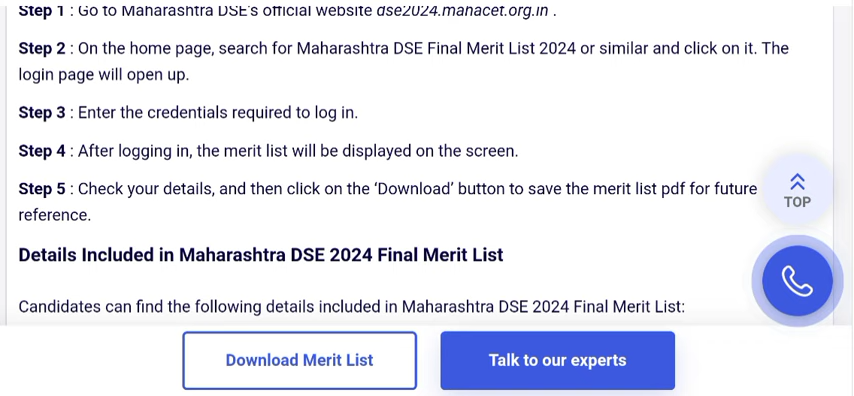 Step 1 : Go to Maharashtra DSE's official website dse2024.mahacet.org.in .
Step 2 : On the home page, search for Maharashtra DSE Final Merit List 2024 or similar and click on it. The
login page will open up.
Step 3 : Enter the credentials required to log in.
Step 4 : After logging in, the merit list will be displayed on the screen.
Step 5 : Check your details, and then click on the ‘Download’ button to save the merit list pdf for future
reference.
TOP
Details Included in Maharashtra DSE 2024 Final Merit List
Candidates can find the following details included in Maharashtra DSE 2024 Final Merit List:
Download Merit List
Talk to our experts